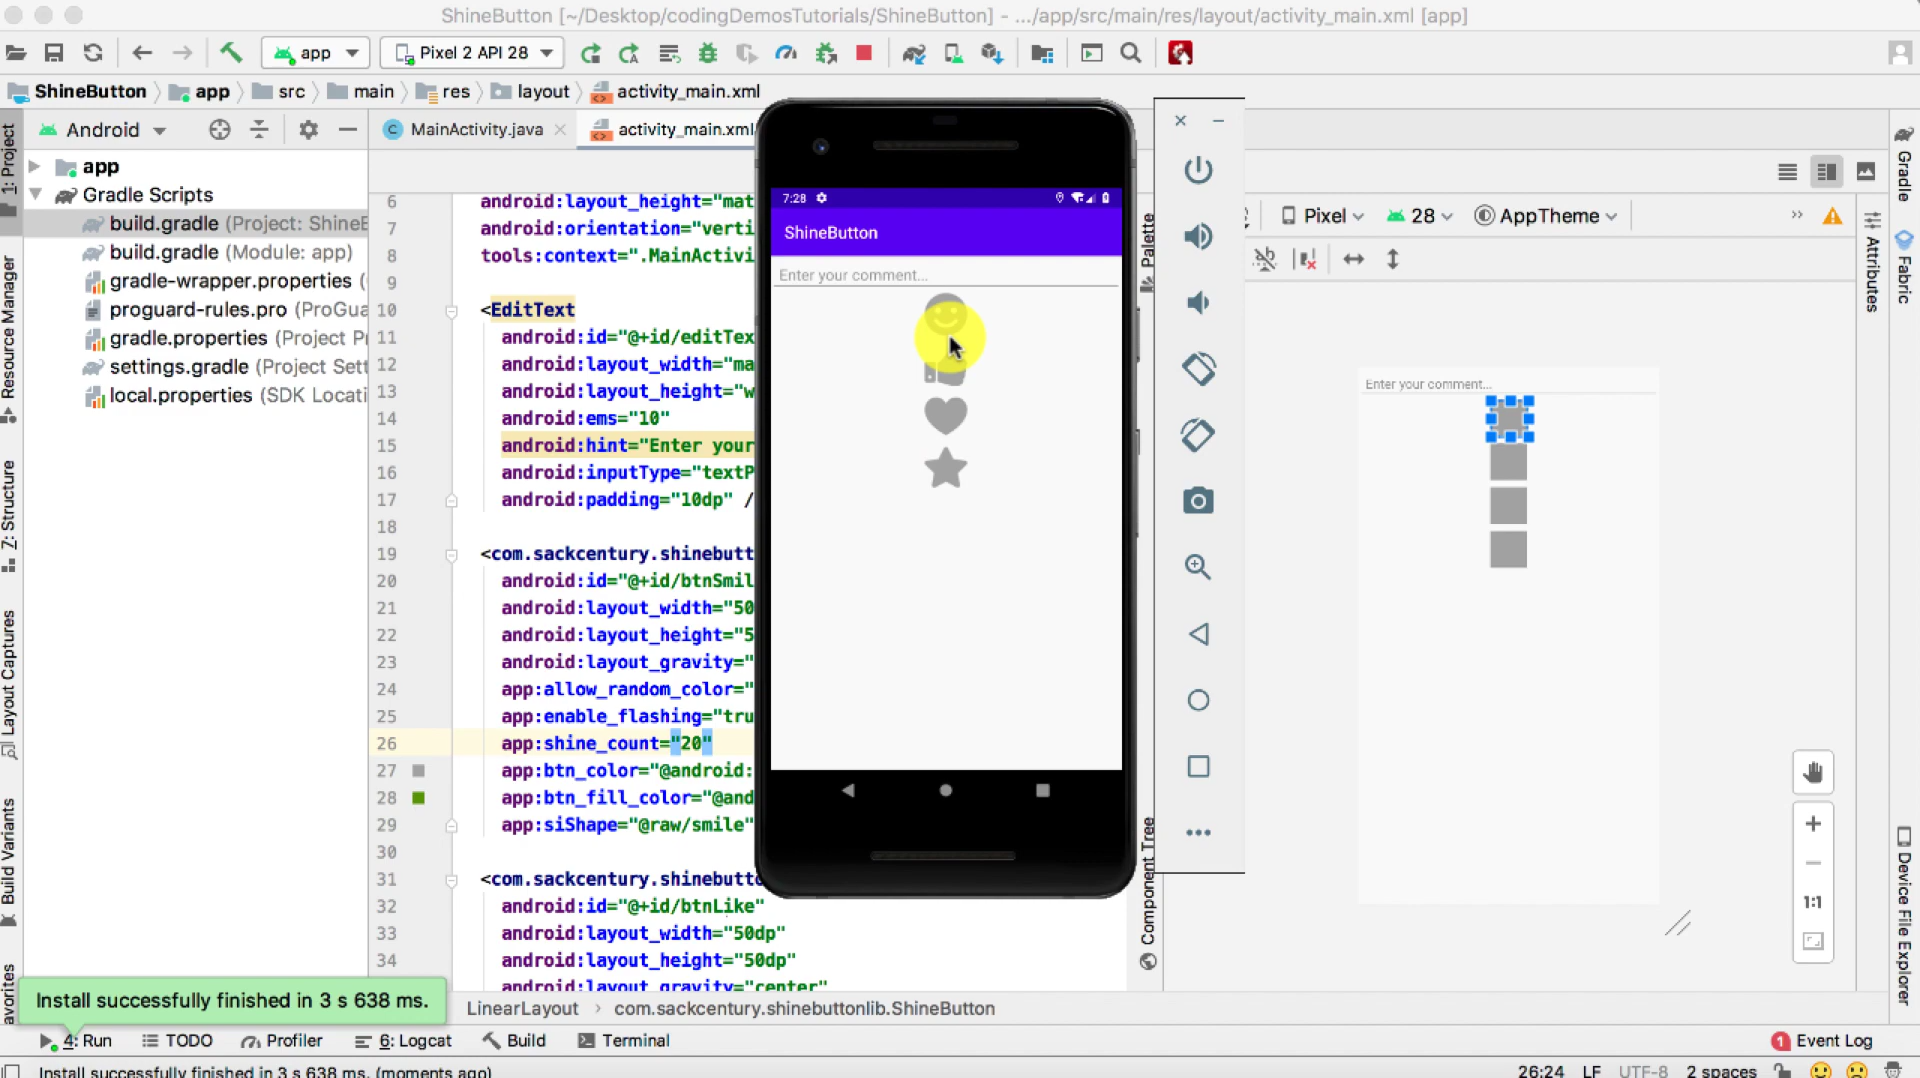 ShineButton [~/Desktop/codingDemosTutorials/ShineButton] - .../app/src/main/res/layout/activity_main.xml [app]
app
Pixel 2 API 28
ShineButton
app
src
main
res
layout
activity_main.xml
Android
MainActivity.java
activity_main.xml
app
Gradle Scripts
build.gradle (Project: ShineB
build.gradle (Module: app)
gradle-wrapper.properties (
proguard-rules.pro (ProGua
gradle.properties (Project Pr
settings.gradle (Project Sett
local.properties (SDK Locati
1: Project
Resource Manager
Z: Structure
Layout Captures
Build Variants
avorites
6 android:layout_height="mat
7 android:orientation="verti
8 tools:context=".MainActivi
9
10 <EditText
11 android:id="@+id/editTex
12 android:layout_width="ma
13 android:layout_height="w
14 android:ems="10"
15 android:hint="Enter your
16 android:inputType="textP
17 android:padding="10dp" /
18
19 <com.sackcentury.shinebutt
20 android:id="@+id/btnSmil
21 android:layout_width="50
22 android:layout_height="5
23 android:layout_gravity="
24 app:allow_random_color="
25 app:enable_flashing="tru
26 app:shine_count="20"
27 app:btn_color="@android:
28 app:btn_fill_color="@and
29 app:siShape="@raw/smile"
30
31 <com.sackcentury.shinebutto
32 android:id="@+id/btnLike"
33 android:layout_width="50dp"
34 android:layout_height="50dp"
android:layout_gravity="center"
7:28
ShineButton
Enter your comment...
Palette
Component Tree
Pixel
28
AppTheme
Enter your comment...
1:1
Gradle
Fabric
Attributes
Device File Explorer
Install successfully finished in 3 s 638 ms.
LinearLayout
com.sackcentury.shinebuttonlib.ShineButton
4: Run
TODO
Profiler
6: Logcat
Build
Terminal
1
Event Log
Install successfully finished in 3 s 638 ms. (moments ago)
26:24
LF
UTF-8
2 spaces